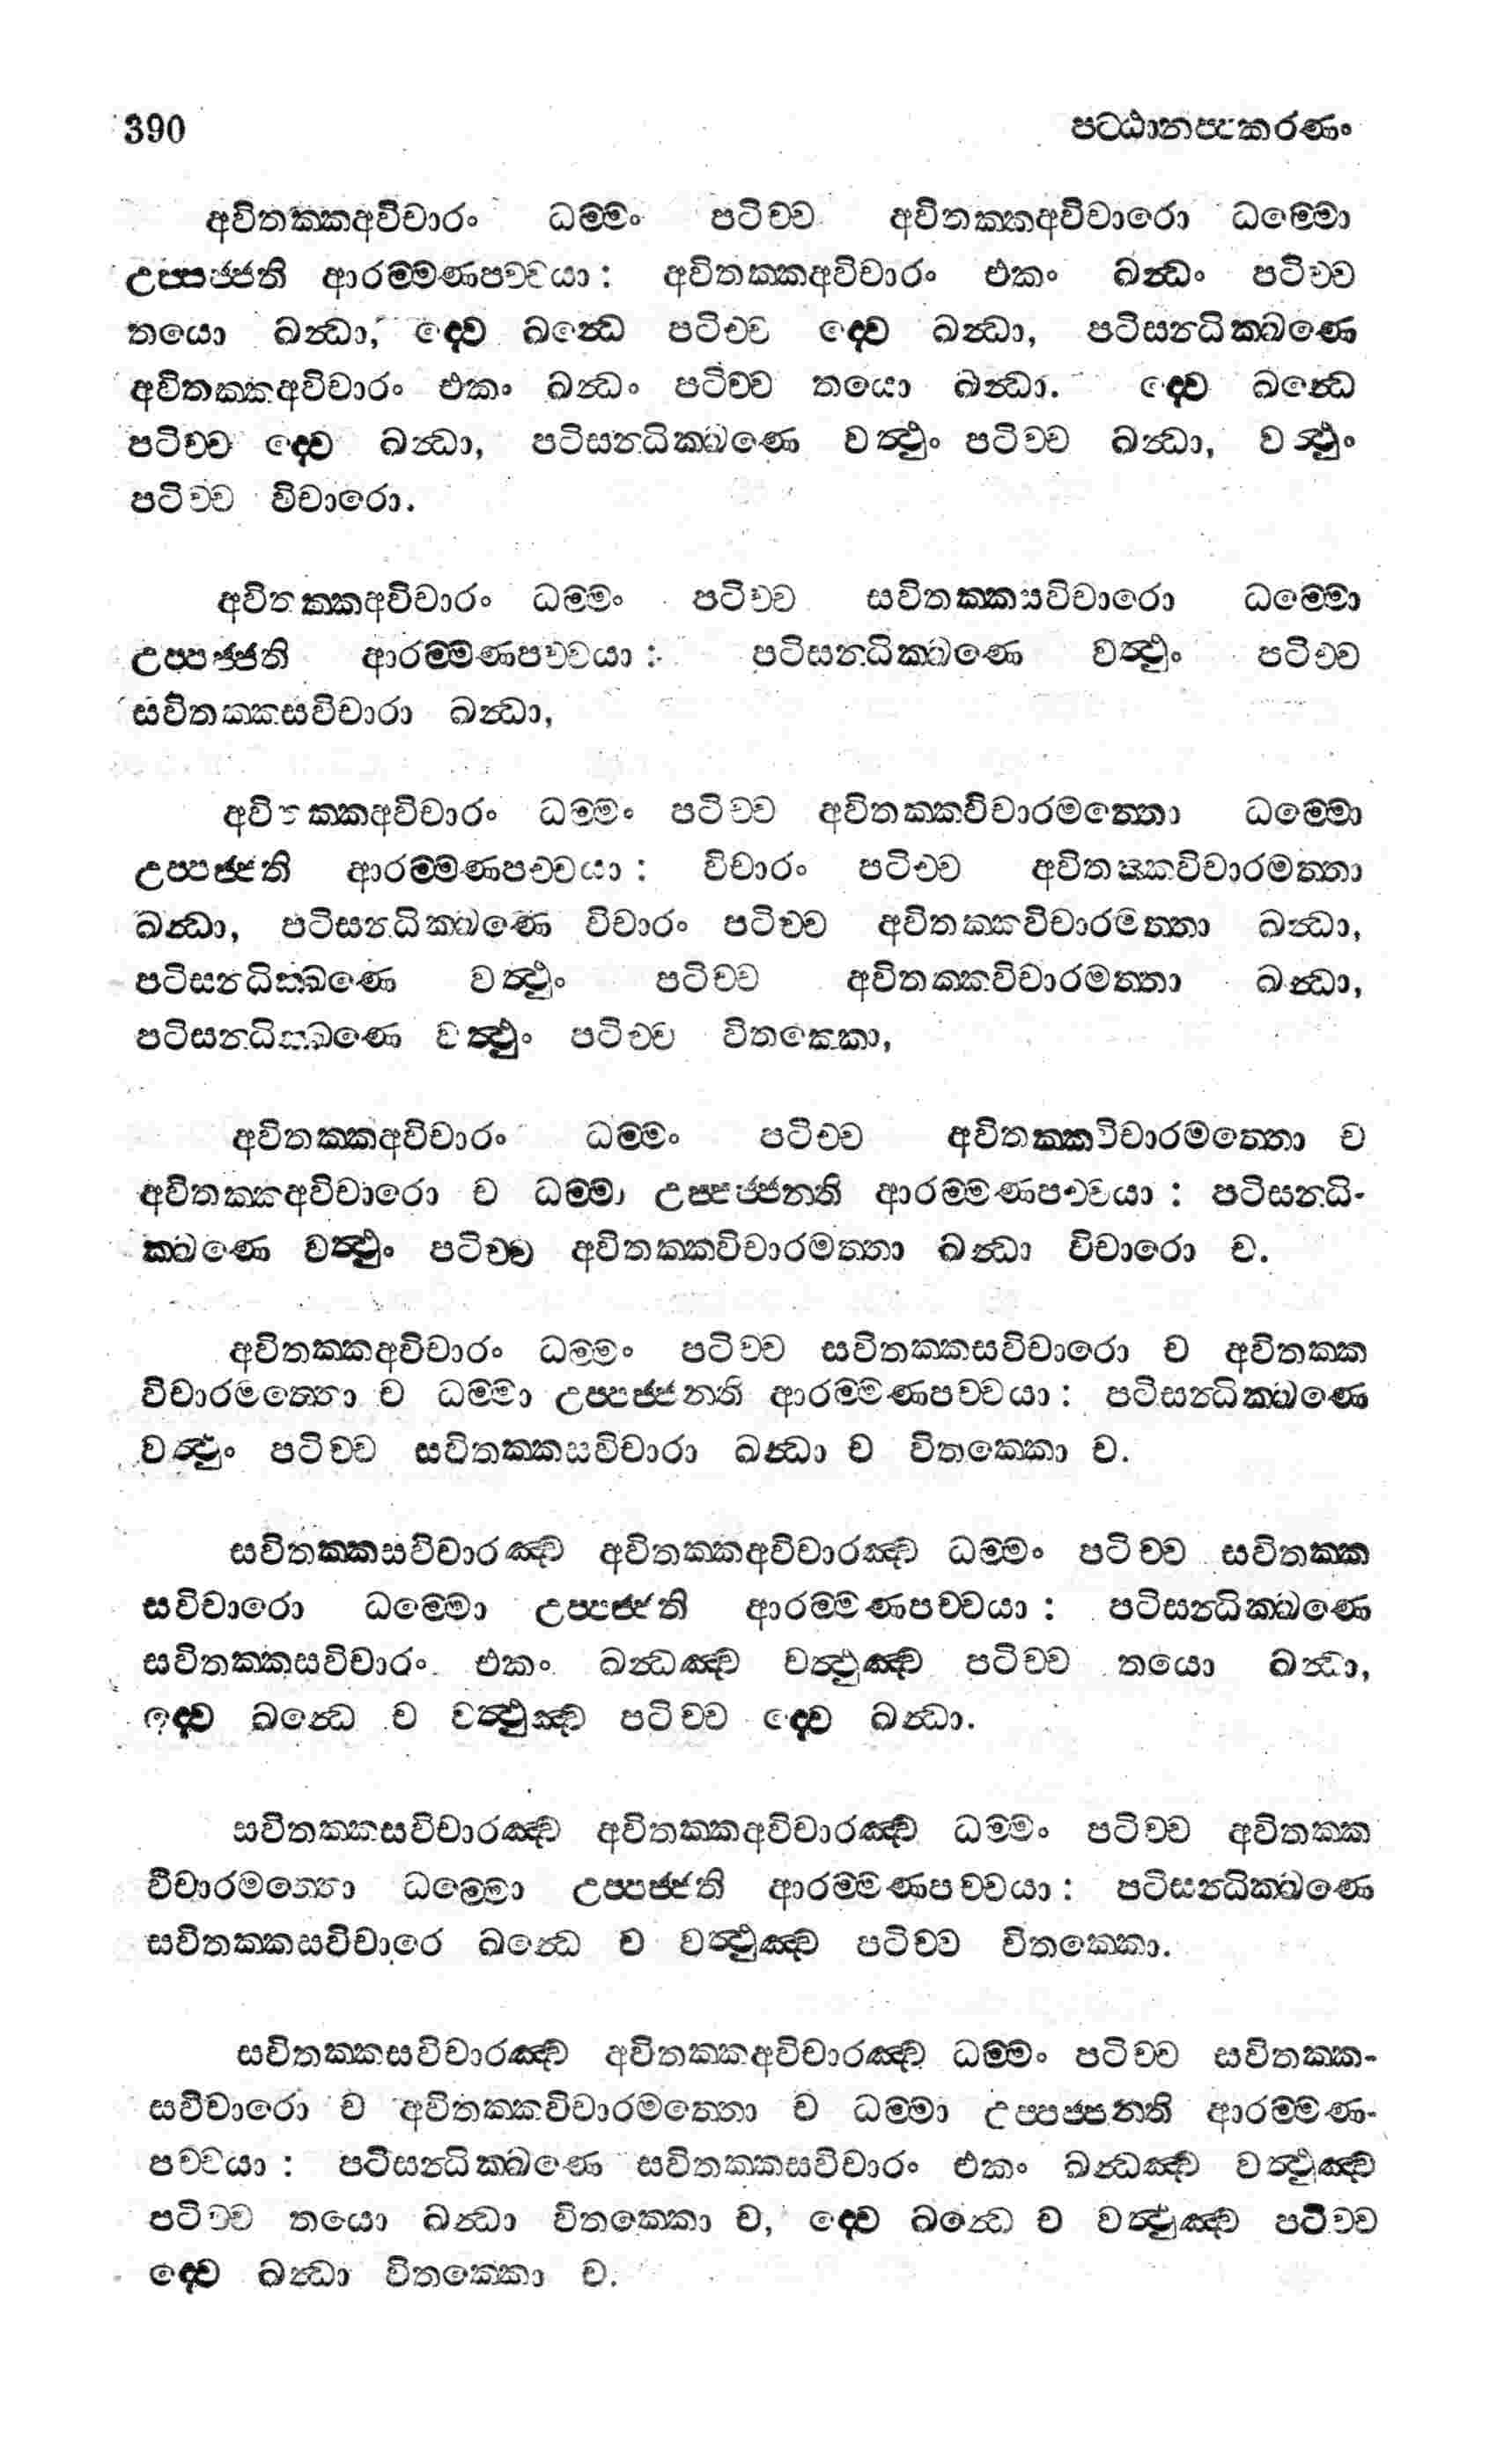 390 පට්ඨානප්පකරණං
අවිතක්කඅවිචාරං ධම්මං පටිච්ච අවිතක්කඅවිචාරො ධම්මො
උප්පජ්ජති ආරම්මණපච්චයා : අවිතක්කඅවිචාරං එකං ඛන්ධං පටිච්ච
තයො ඛන්ධා, ද්වෙ ඛන්ධෙ පටිච්ච ද්වෙ ඛන්ධා, පටිසන්ධික්ඛණෙ
අවිතක්කඅවිචාරං එකං ඛන්ධං පටිච්ච තයො ඛන්ධා. ද්වෙ ඛන්ධෙ
පටිච්ච ද්වෙ ඛන්ධා, පටිසන්ධික්ඛණෙ වත්ථුං පටිච්ච ඛන්ධා, වත්ථුං
පටිච්ච විචාරො.
අවිතක්කඅවිචාරං ධම්මං පටිච්ච සවිතක්කසවිචාරො ධම්මො
උප්පජ්ජති ආරම්මණපච්චයා : පටිසන්ධික්ඛණෙ වත්ථුං පටිච්ච
සවිතක්කසවිචාරා ඛන්ධා,
අවිතක්කඅවිචාරං ධම්මං පටිච්ච අවිතක්කවිචාරමත්තො ධම්මො
උප්පජ්ජති ආරම්මණපච්චයා : විචාරං පටිච්ච අවිතක්කවිචාරමත්තා
ඛන්ධා, පටිසන්ධික්ඛණෙ විචාරං පටිච්ච අවිතක්කවිචාරමත්තා ඛන්ධා,
පටිසන්ධික්ඛණෙ වත්ථුං පටිච්ච අවිතක්කවිචාරමත්තා ඛන්ධා,
පටිසන්ධික්ඛණෙ වත්ථුං පටිච්ච විතක්කො,
අවිතක්කඅවිචාරං ධම්මං පටිච්ච අවිතක්කවිචාරමත්තො ච
අවිතක්කඅවිචාරො ච ධම්මා උප්පජ්ජන්ති ආරම්මණපච්චයා : පටිසන්ධි-
ක්ඛණෙ වත්ථුං පටිච්ච අවිතක්කවිචාරමත්තා ඛන්ධා විචාරො ච.
අවිතක්කඅවිචාරං ධම්මං පටිච්ච සවිතක්කසවිචාරො ච අවිතක්ක
විචාරමත්තො ච ධම්මා උප්පජ්ජන්ති ආරම්මණපච්චයා : පටිසන්ධික්ඛණෙ
වත්ථුං පටිච්ච සවිතක්කසවිචාරා ඛන්ධා ච විතක්කො ච.
සවිතක්කසවිචාරඤ්ච අවිතක්කඅවිචාරඤ්ච ධම්මං පටිච්ච සවිතක්ක
සවිචාරො ධම්මො උප්පජ්ජති ආරම්මණපච්චයා : පටිසන්ධික්ඛණෙ
සවිතක්කසවිචාරං එකං ඛන්ධඤ්ච වත්ථුඤ්ච පටිච්ච තයො ඛන්ධා,
ද්වෙ ඛන්ධෙ ච වත්ථුඤ්ච පටිච්ච ද්වෙ ඛන්ධා.
සවිතක්කසවිචාරඤ්ච අවිතක්කඅවිචාරඤ්ච ධම්මං පටිච්ච අවිතක්ක
විචාරමත්තො ධම්මො උප්පජ්ජති ආරම්මණපච්චයා : පටිසන්ධික්ඛණෙ
සවිතක්කසවිචාරෙ ඛන්ධෙ ච වත්ථුඤ්ච පටිච්ච විතක්කො.
සවිතක්කසවිචාරඤ්ච අවිතක්කඅවිචාරඤ්ච ධම්මං පටිච්ච සවිතක්ක-
සවිචාරො ච අවිතක්කවිචාරමත්තො ච ධම්මා උප්පජ්ජන්ති ආරම්මණ-
පච්චයා : පටිසන්ධික්ඛණෙ සවිතක්කසවිචාරං එකං ඛන්ධඤ්ච වත්ථුඤ්ච
පටිච්ච තයො ඛන්ධා විතක්කො ච, ද්වෙ ඛන්ධෙ ච වත්ථුඤ්ච පටිච්ච
ද්වෙ ඛන්ධා විතක්කො ච.